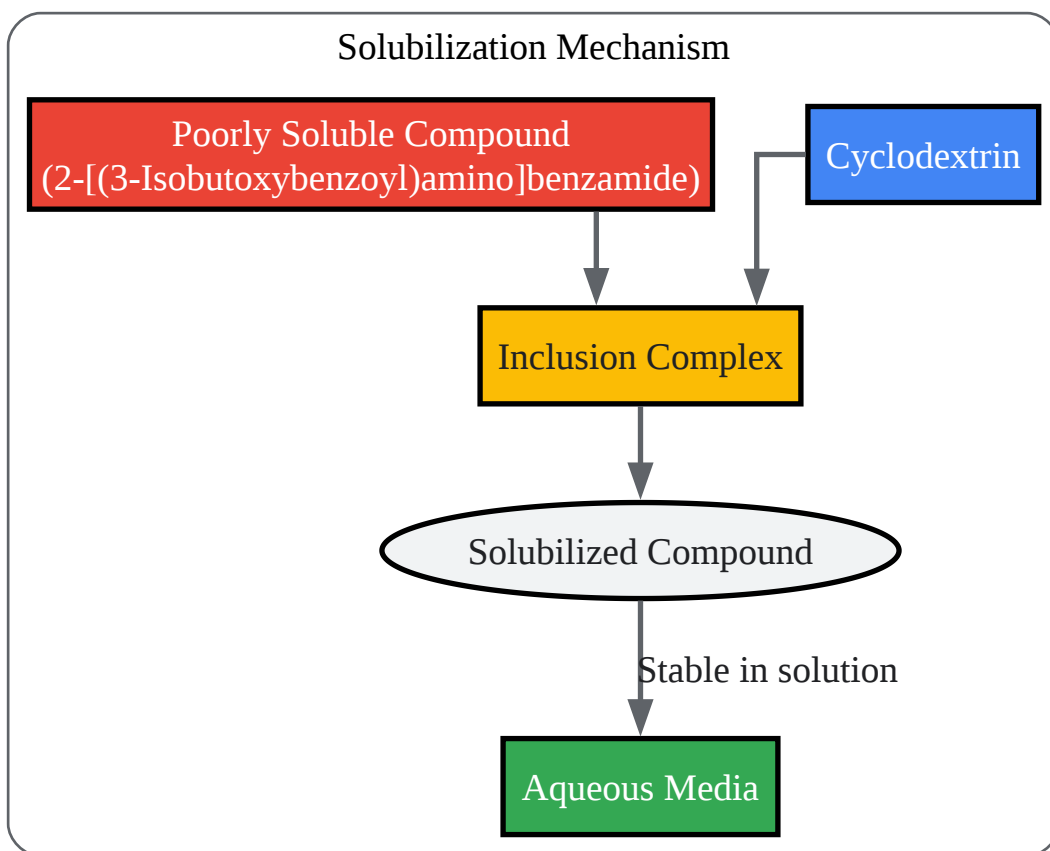 Solubilization Mechanism
Poorly Soluble Compound
(2-[(3-Isobutoxybenzoyl)amino]benzamide)
Cyclodextrin
Inclusion Complex
Solubilized Compound
Stable in solution
Aqueous Media